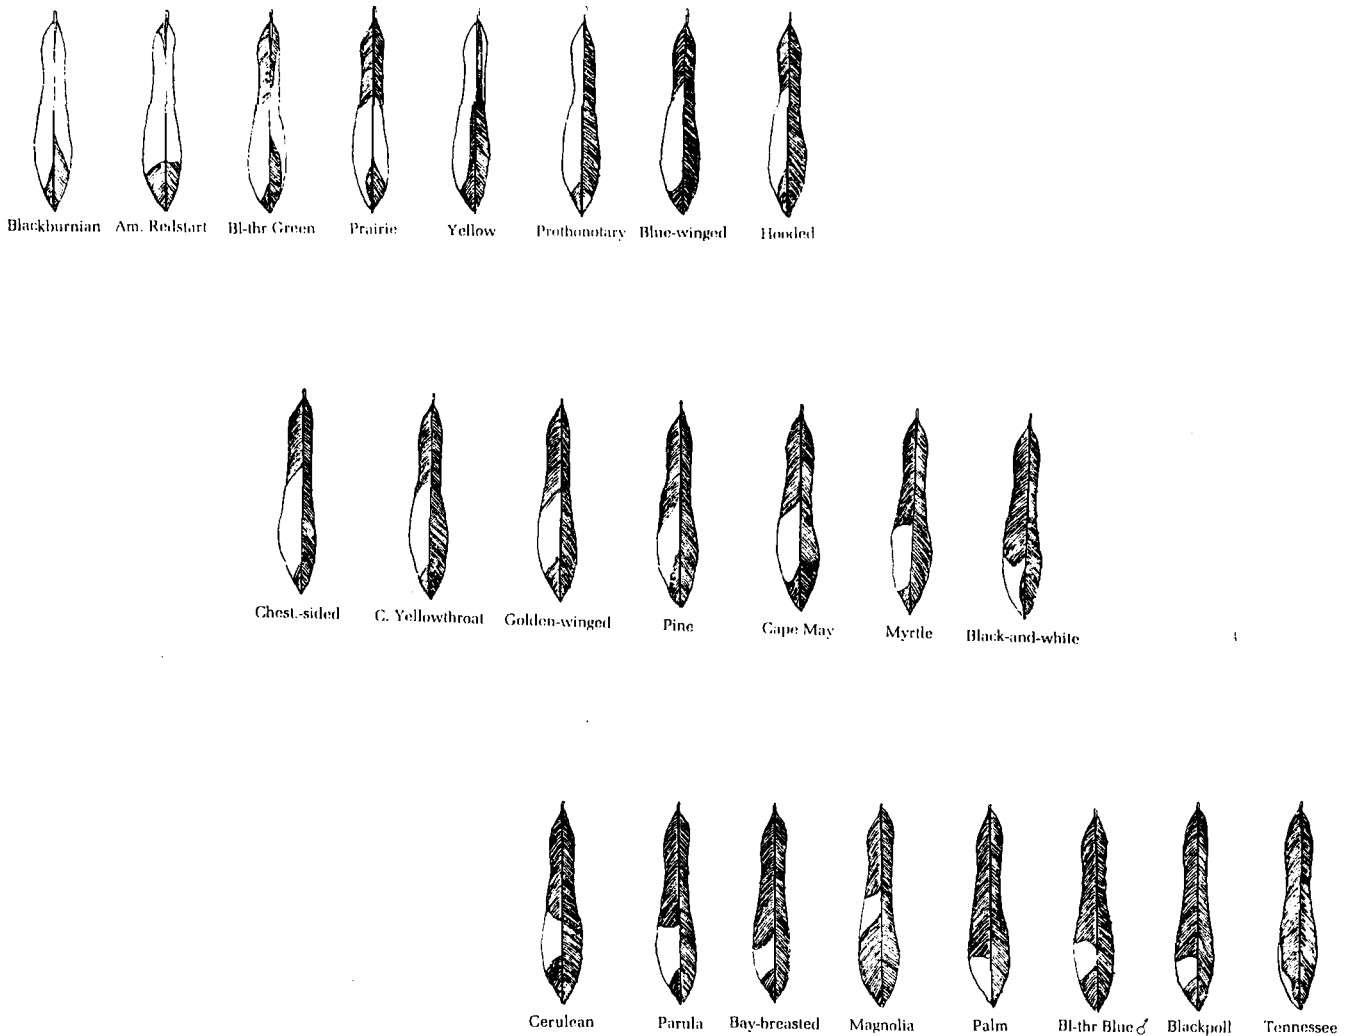 Blackburnian Am. Redstart Bl-thr Green Prairie Yellow Prothonotary Blue-winged Hooded
Chest.-sided C. Yellowthroat Golden-winged Pine Cape May Myrtle Black-and-white
Cerulean Parula Bay-breasted Magnolia Palm Bl-thr Blue ♂ Blackpoll Tennessee